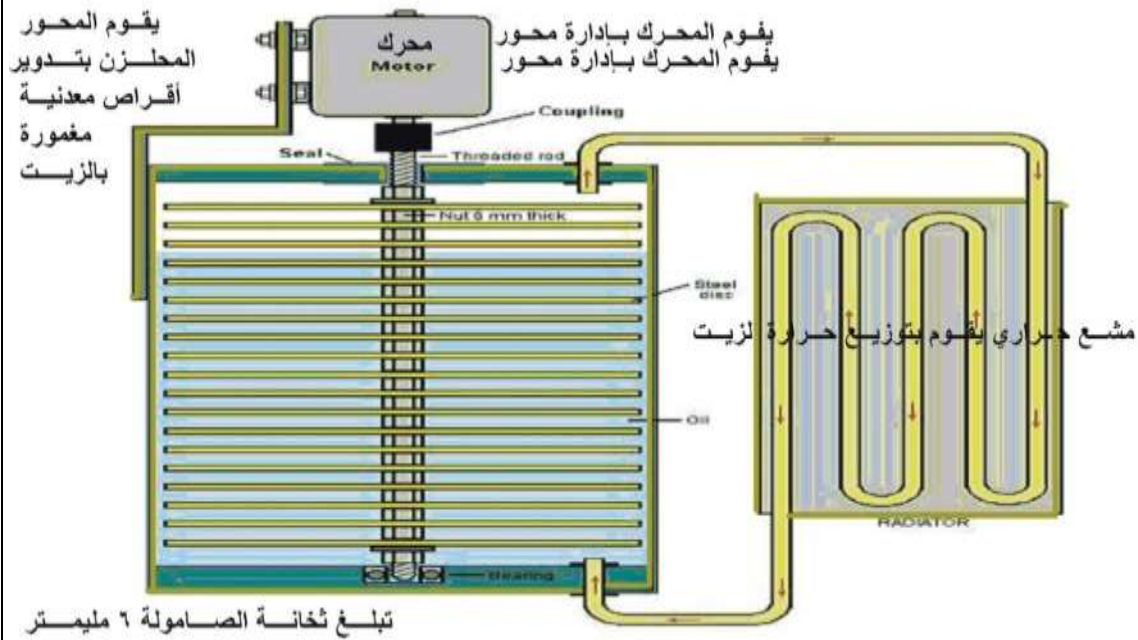 يقوم المحور
المحلزن بتدوير
أقراص معدنية
مغمورة
بالزيت
محرك
Motor
يقوم المحرك بإدارة محور
يقوم المحرك بإدارة محور
Coupling
Seal
Threaded rod
Nut 6 mm thick
Steel
disc
مشع حراري يقوم بتوزيع حرارة الزيت
Oil
RADIATOR
Bearing
تبلغ ثخانة الصامولة ٦ مليمتر